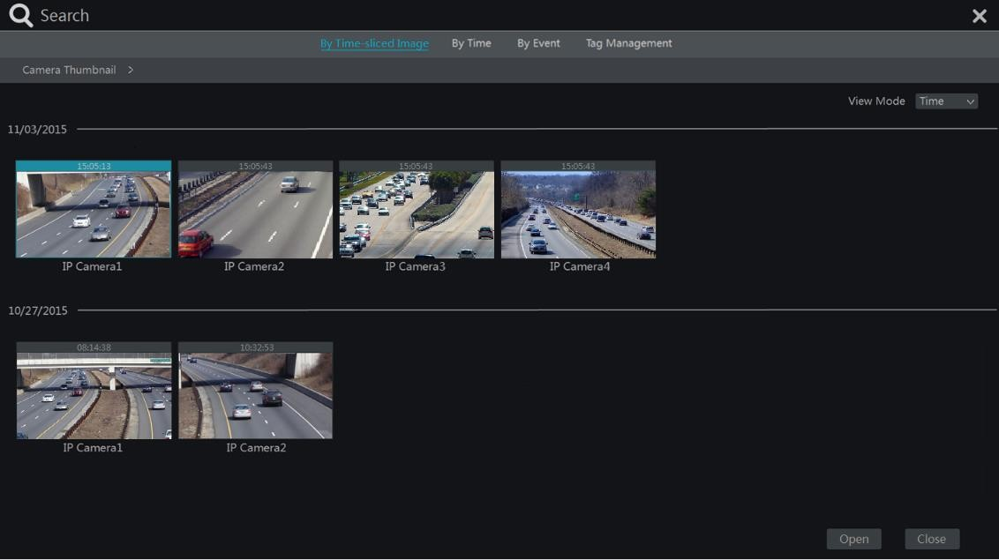 Search
By Time-sliced Image By Time By Event Tag Management
Camera Thumbnail >
View Mode Time
11/03/2015
15:05:13 15:05:43 15:05:43 15:05:43
IP Camera1 IP Camera2 IP Camera3 IP Camera4
10/27/2015
08:14:38 10:32:53
IP Camera1 IP Camera2
Open Close